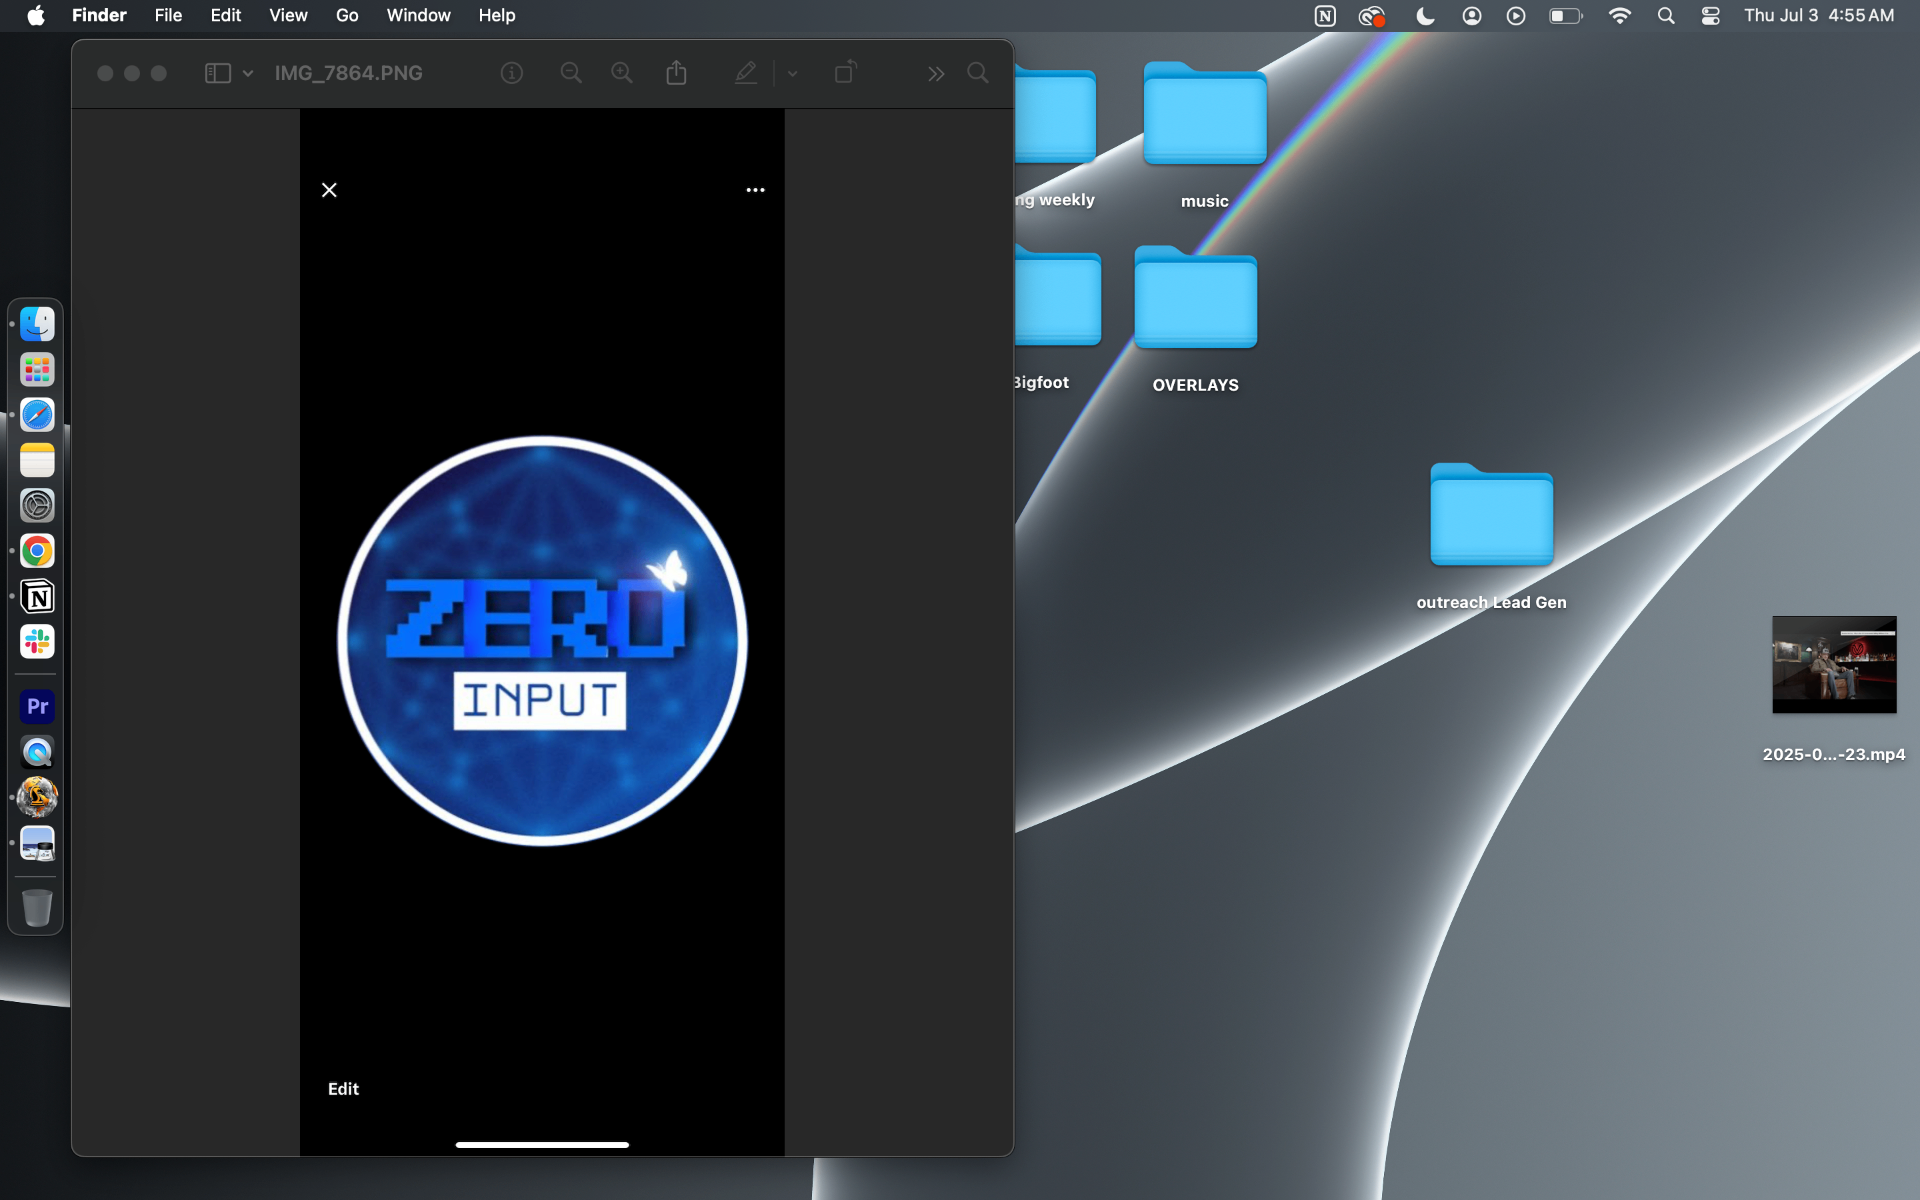 Finder File Edit View Go Window Help
Thu Jul 3 4:55 AM
IMG_7864.PNG
ng weekly
music
Bigfoot
OVERLAYS
ZERO
INPUT
outreach Lead Gen
2025-0...-23.mp4
Pr
Edit